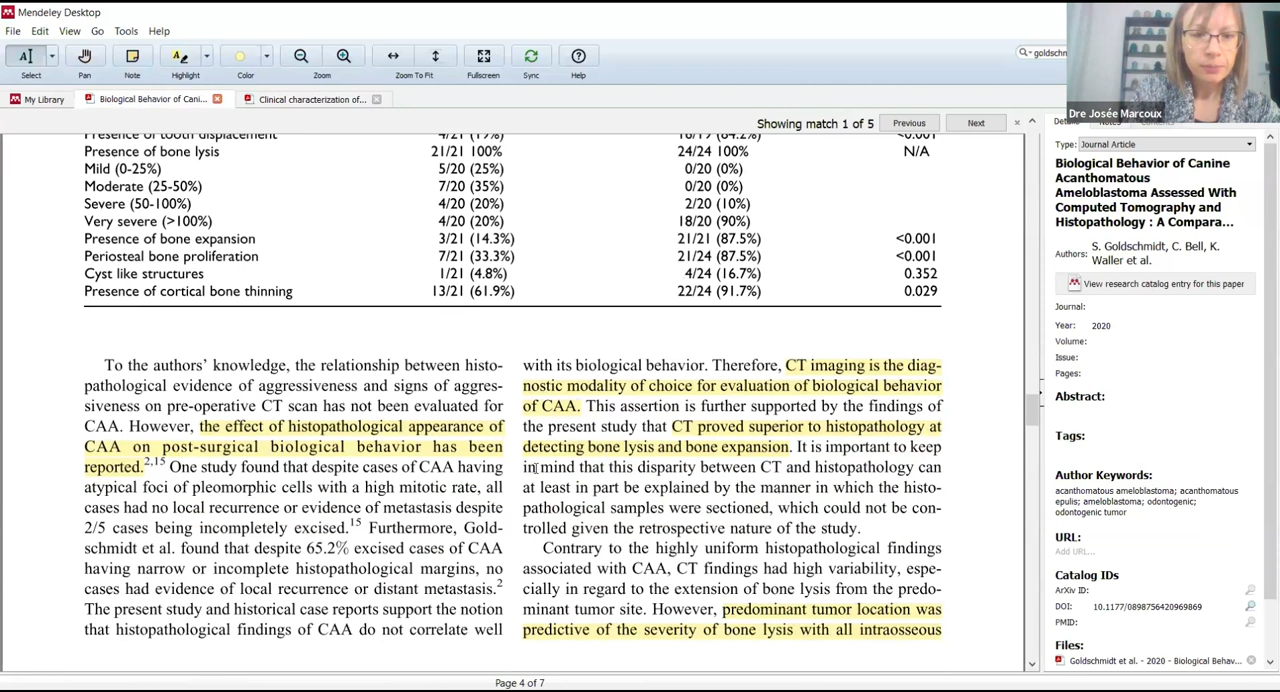 Mendeley Desktop
File Edit View Go Tools Help
Select Pan Note Highlight Color Zoom Zoom To Fit Fullscreen Sync Help
goldschn
My Library Biological Behavior of Cani... Clinical characterization of...
Showing match 1 of 5 Previous Next
Presence of tooth displacement 4/21 (19%) 16/19 (84.2%) <0.001
Presence of bone lysis 21/21 100% 24/24 100% N/A
Mild (0-25%) 5/20 (25%) 0/20 (0%)
Moderate (25-50%) 7/20 (35%) 0/20 (0%)
Severe (50-100%) 4/20 (20%) 2/20 (10%)
Very severe (>100%) 4/20 (20%) 18/20 (90%)
Presence of bone expansion 3/21 (14.3%) 21/21 (87.5%) <0.001
Periosteal bone proliferation 7/21 (33.3%) 21/24 (87.5%) <0.001
Cyst like structures 1/21 (4.8%) 4/24 (16.7%) 0.352
Presence of cortical bone thinning 13/21 (61.9%) 22/24 (91.7%) 0.029
To the authors' knowledge, the relationship between histo-
pathological evidence of aggressiveness and signs of aggres-
siveness on pre-operative CT scan has not been evaluated for
CAA. However, the effect of histopathological appearance of
CAA on post-surgical biological behavior has been
reported.2,15 One study found that despite cases of CAA having
atypical foci of pleomorphic cells with a high mitotic rate, all
cases had no local recurrence or evidence of metastasis despite
2/5 cases being incompletely excised.15 Furthermore, Gold-
schmidt et al. found that despite 65.2% excised cases of CAA
having narrow or incomplete histopathological margins, no
cases had evidence of local recurrence or distant metastasis.2
The present study and historical case reports support the notion
that histopathological findings of CAA do not correlate well
with its biological behavior. Therefore, CT imaging is the diag-
nostic modality of choice for evaluation of biological behavior
of CAA. This assertion is further supported by the findings of
the present study that CT proved superior to histopathology at
detecting bone lysis and bone expansion. It is important to keep
in mind that this disparity between CT and histopathology can
at least in part be explained by the manner in which the histo-
pathological samples were sectioned, which could not be con-
trolled given the retrospective nature of the study.
Contrary to the highly uniform histopathological findings
associated with CAA, CT findings had high variability, espe-
cially in regard to the extension of bone lysis from the predo-
minant tumor site. However, predominant tumor location was
predictive of the severity of bone lysis with all intraosseous
Page 4 of 7
Dre Josée Marcoux
Type: Journal Article
Biological Behavior of Canine
Acanthomatous
Ameloblastoma Assessed With
Computed Tomography and
Histopathology : A Compara...
Authors: S. Goldschmidt, C. Bell, K.
Waller et al.
View research catalog entry for this paper
Journal:
Year: 2020
Volume:
Issue:
Pages:
Abstract:
Tags:
Author Keywords:
acanthomatous ameloblastoma; acanthomatous
epulis; ameloblastoma; odontogenic;
odontogenic tumor
URL:
Add URL...
Catalog IDs
ArXiv ID:
DOI: 10.1177/0898756420969869
PMID:
Files:
Goldschmidt et al. - 2020 - Biological Behav...